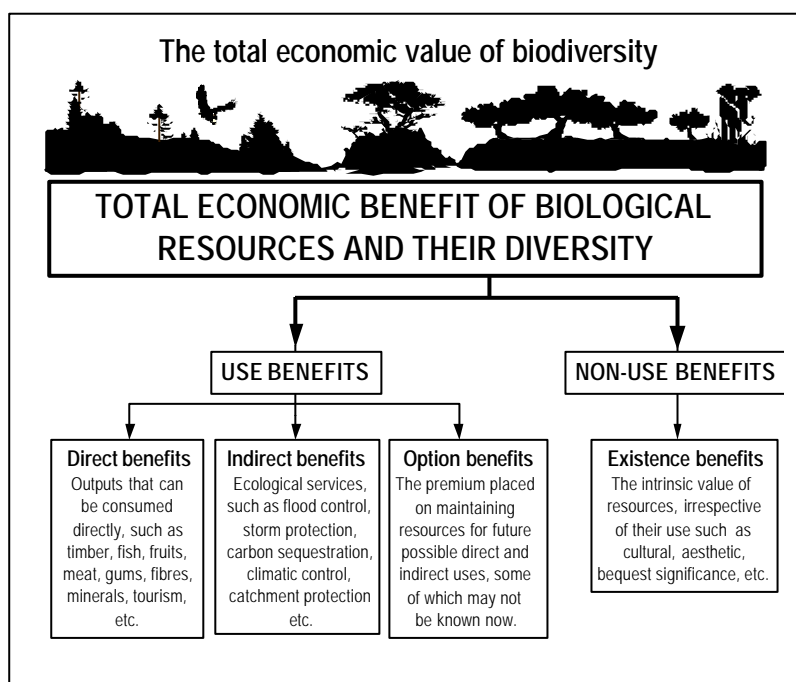 The total economic value of biodiversity
TOTAL ECONOMIC BENEFIT OF BIOLOGICAL
RESOURCES AND THEIR DIVERSITY
USE BENEFITS
NON-USE BENEFITS
Direct benefits
Outputs that can
be consumed
directly, such as
timber, fish, fruits,
meat, gums, fibres,
minerals, tourism,
etc.
Indirect benefits
Ecological services,
such as flood control,
storm protection,
carbon sequestration,
climatic control,
catchment protection
etc.
Option benefits
The premium placed
on maintaining
resources for future
possible direct and
indirect uses, some
of which may not
be known now.
Existence benefits
The intrinsic value of
resources, irrespective
of their use such as
cultural, aesthetic,
bequest significance, etc.